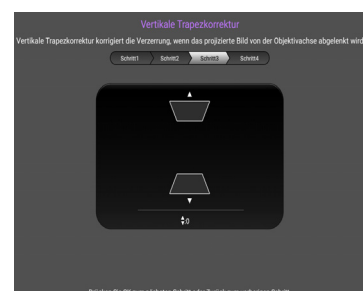 Vertikale Trapezkorrektur
Vertikale Trapezkorrektur korrigiert die Verzerrung, wenn das projizierte Bild von der Objektivachse abgelenkt wird
Schritt1 Schritt2 Schritt3 Schritt4
:0